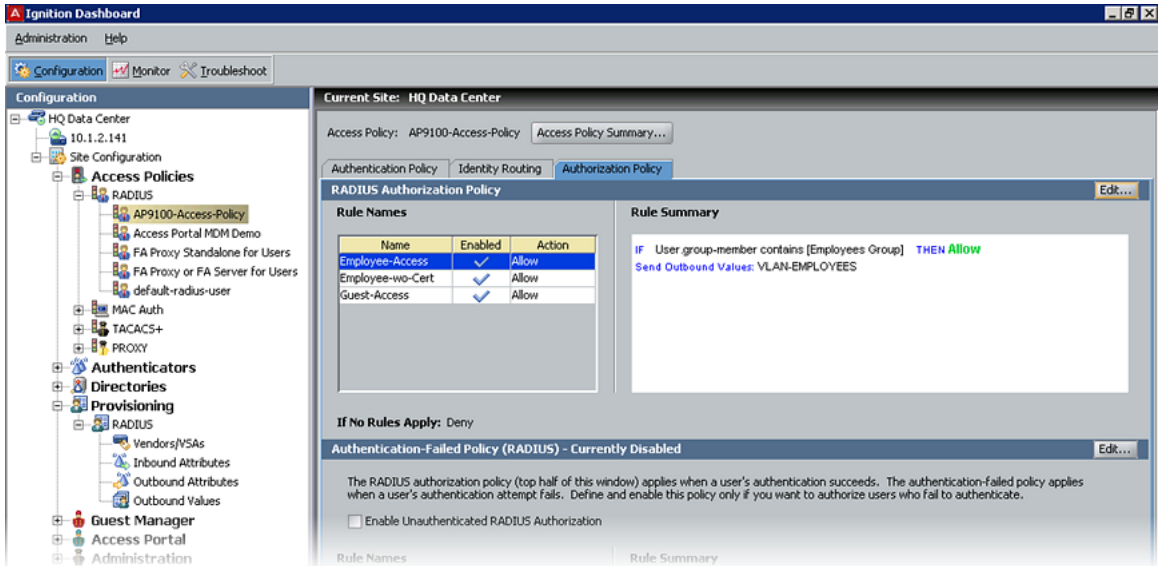 Ignition Dashboard
Administration Help
Configuration Monitor Troubleshoot
Configuration
HQ Data Center
10.1.2.141
Site Configuration
Access Policies
RADIUS
AP9100-Access-Policy
Access Portal MDM Demo
FA Proxy Standalone for Users
FA Proxy or FA Server for Users
default-radius-user
MAC Auth
TACACS+
PROXY
Authenticators
Directories
Provisioning
RADIUS
Vendors/VSAs
Inbound Attributes
Outbound Attributes
Outbound Values
Guest Manager
Access Portal
Administration
Current Site: HQ Data Center
Access Policy: AP9100-Access-Policy Access Policy Summary...
Authentication Policy Identity Routing Authorization Policy
RADIUS Authorization Policy Edit...
Rule Names
Name Enabled Action
Employee-Access Allow
Employee-wo-Cert Allow
Guest-Access Allow
Rule Summary
IF User.group-member contains [Employees Group] THEN Allow
Send Outbound Values: VLAN-EMPLOYEES
If No Rules Apply: Deny
Authentication-Failed Policy (RADIUS) - Currently Disabled Edit...
The RADIUS authorization policy (top half of this window) applies when a user's authentication succeeds. The authentication-failed policy applies
when a user's authentication attempt fails. Define and enable this policy only if you want to authorize users who fail to authenticate.
Enable Unauthenticated RADIUS Authorization
Rule Names Rule Summary